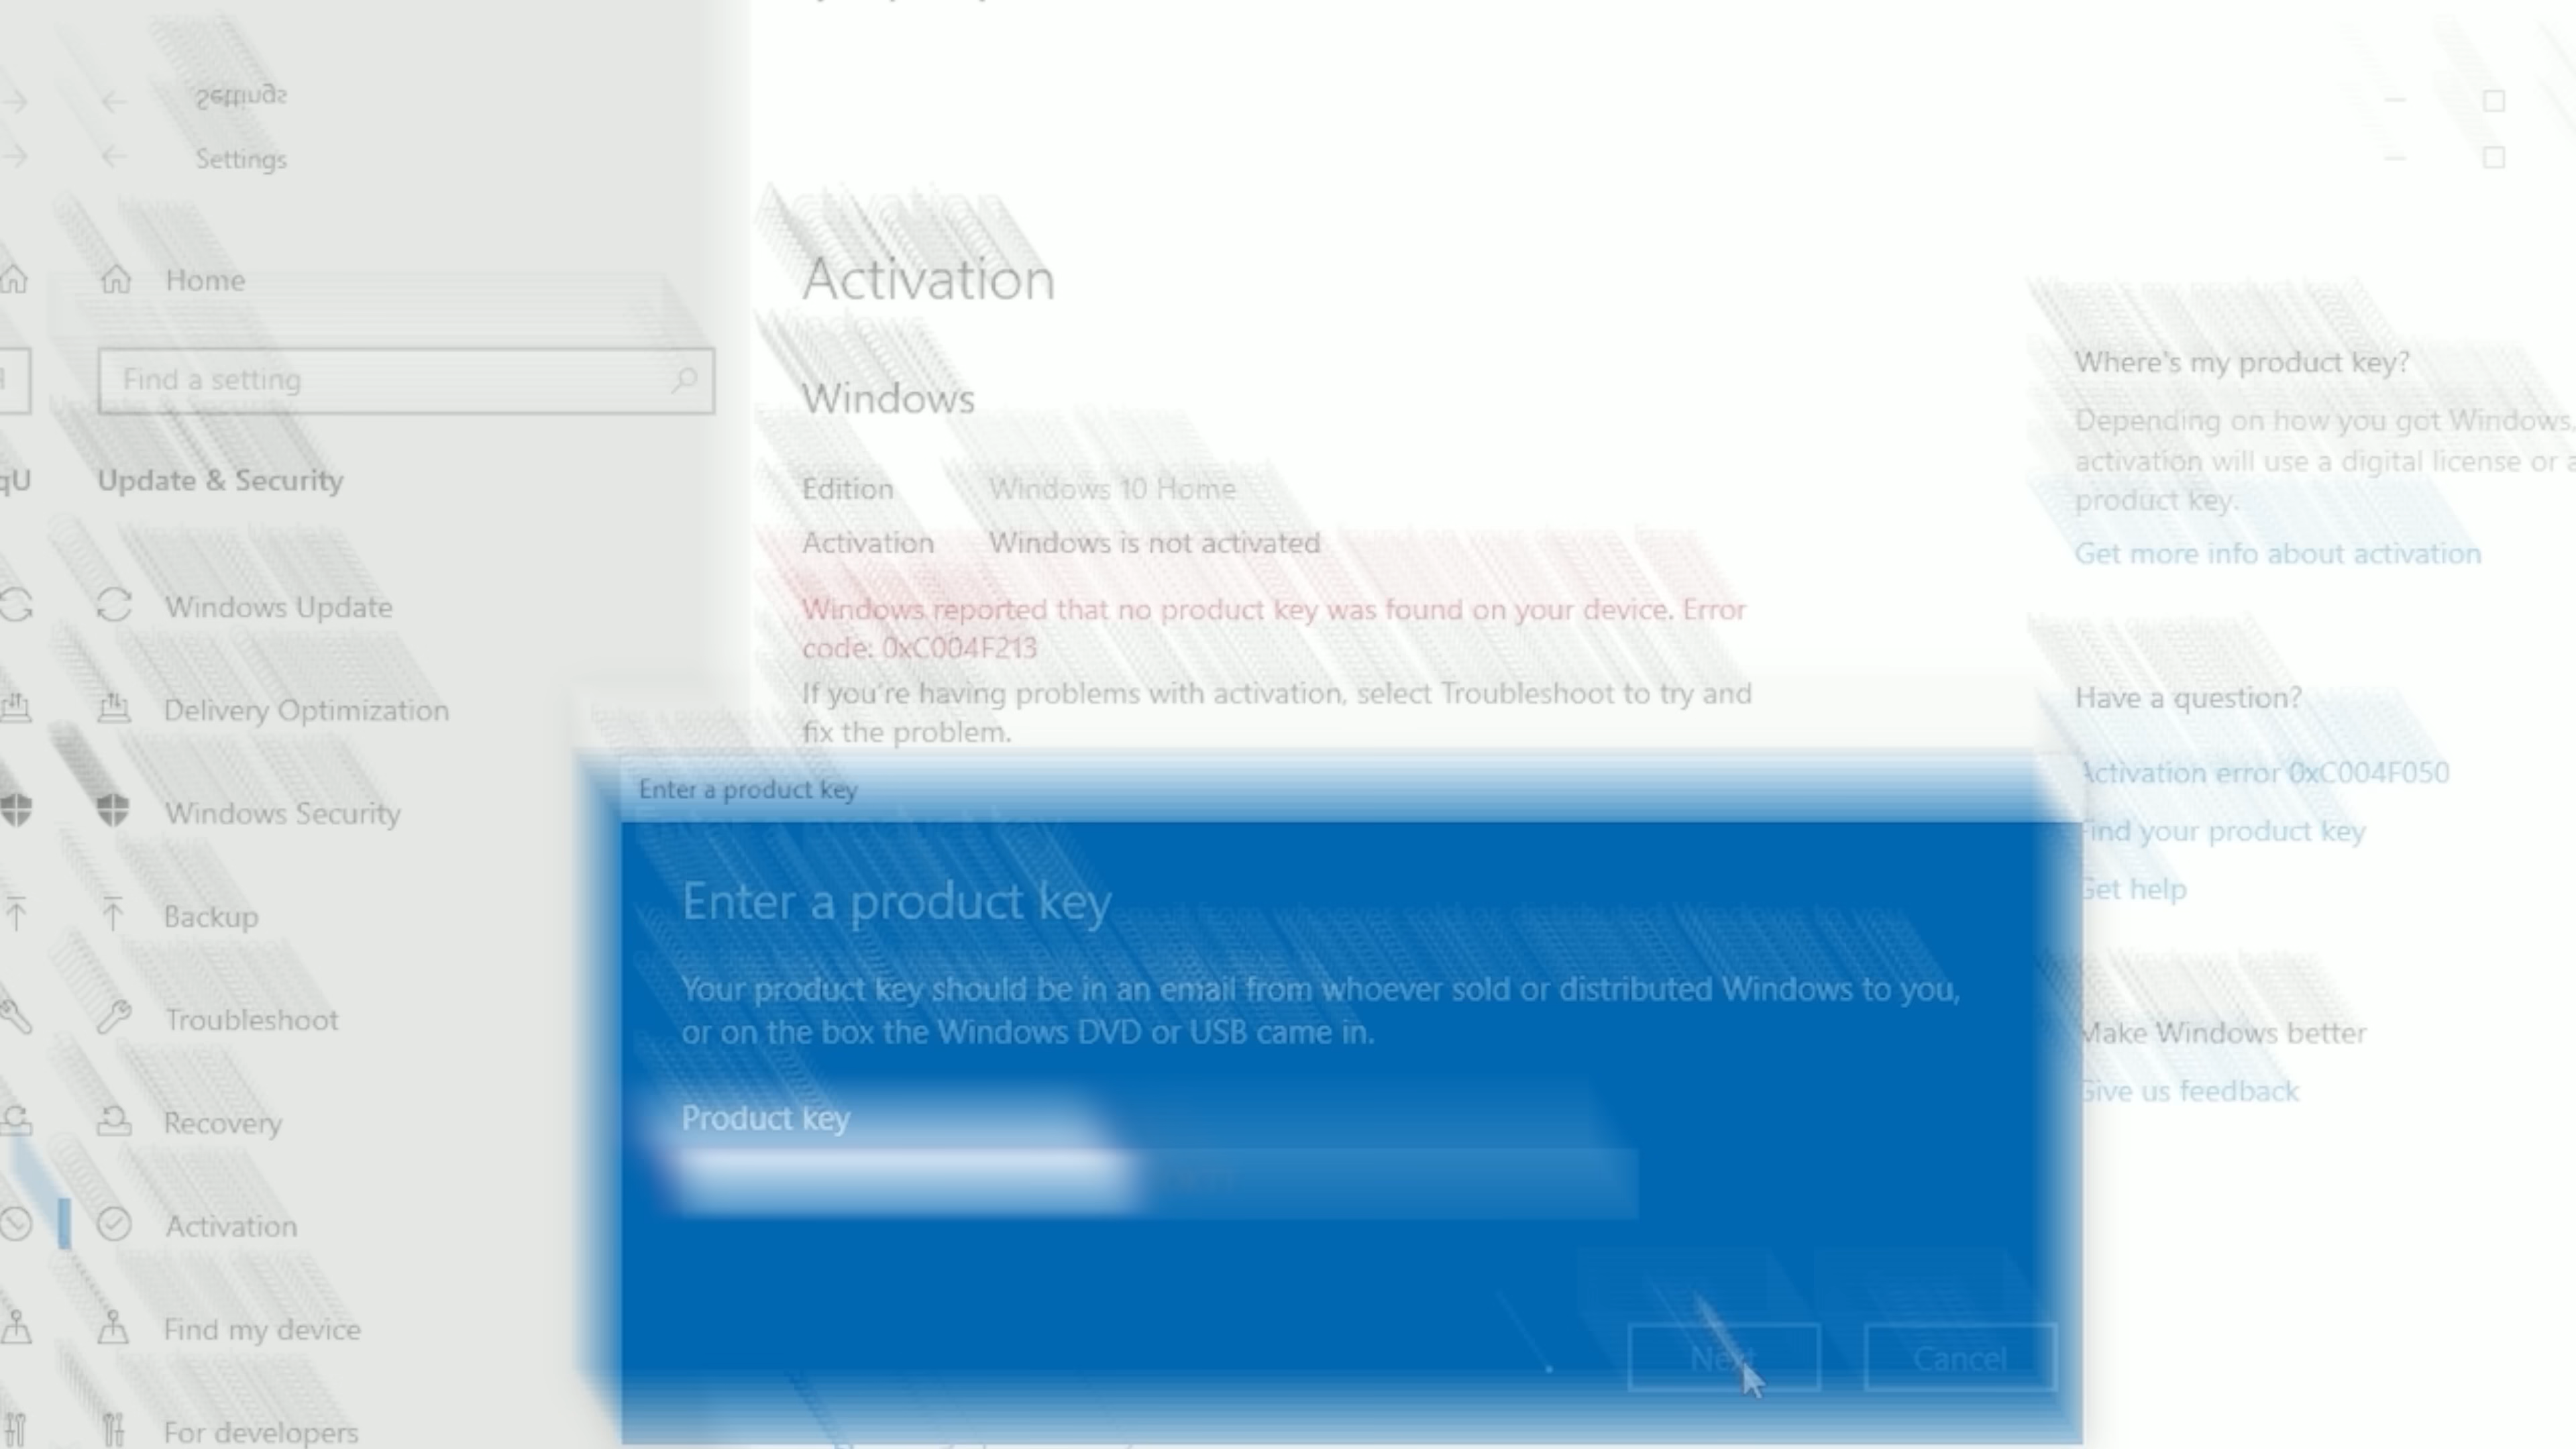 Settings
Home
Find a setting
Update & Security
Windows Update
Delivery Optimization
Windows Security
Backup
Troubleshoot
Recovery
Activation
Find my device
For developers
Activation
Windows
Edition Windows 10 Home
Activation Windows is not activated
Windows reported that no product key was found on your device. Error
code: 0xC004F213
If you're having problems with activation, select Troubleshoot to try and
fix the problem.
Enter a product key
Enter a product key
Your product key should be in an email from whoever sold or distributed Windows to you,
or on the box the Windows DVD or USB came in.
Product key
Next
Cancel
Where's my product key?
Depending on how you got Windows,
activation will use a digital license or a
product key.
Get more info about activation
Have a question?
Activation error 0xC004F050
Find your product key
Get help
Make Windows better
Give us feedback